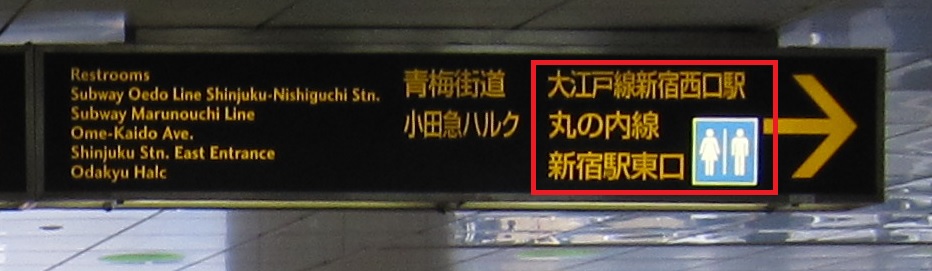 Restrooms
Subway Oedo Line Shinjuku-Nishiguchi Stn.
Subway Marunouchi Line
Ome-Kaido Ave.
Shinjuku Stn. East Entrance
Odakyu Halc
青梅街道
小田急ハルク
大江戸線新宿西口駅
丸の内線
新宿駅東口